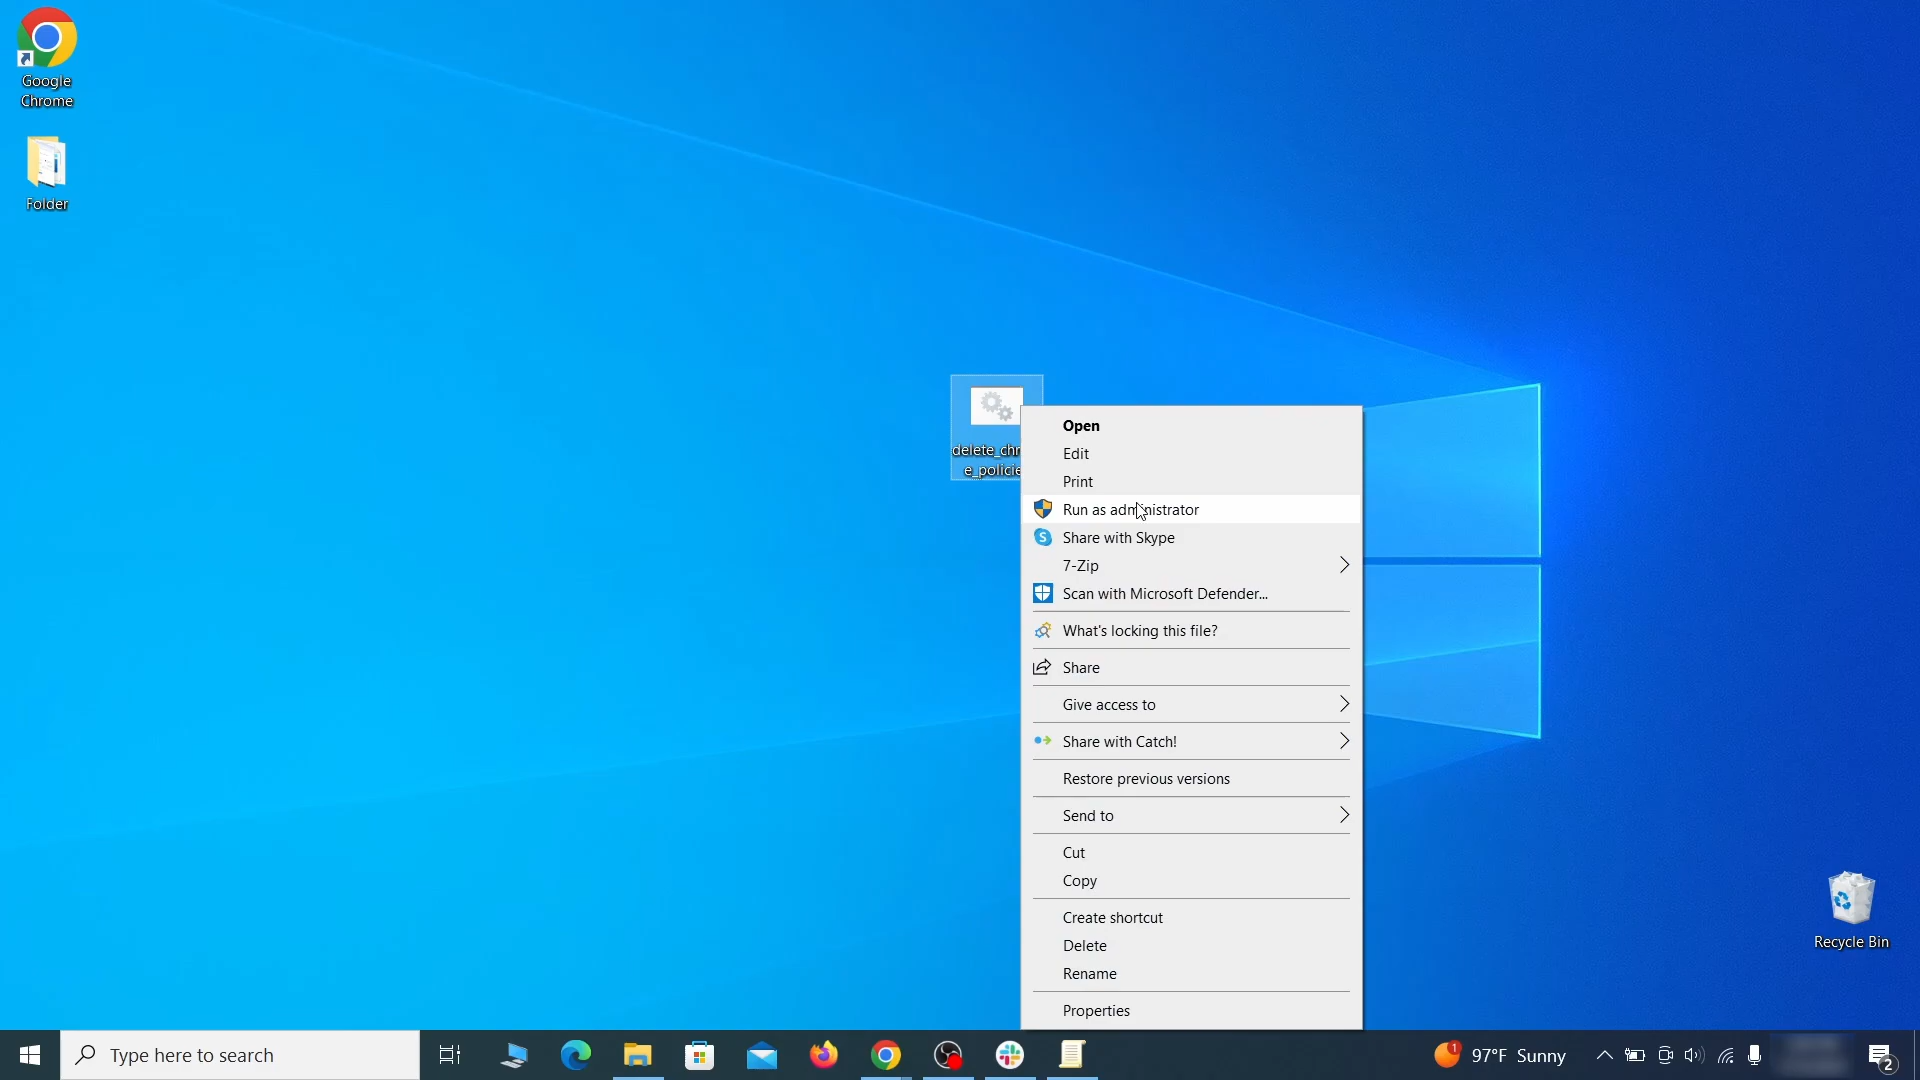 Google
Chrome
Folder
e_policie
Open
Edit
Print
Run as administrator
Share with Skype
7-Zip
Scan with Microsoft Defender...
What's locking this file?
Share
Give access to
Share with Catch!
Restore previous versions
Send to
Cut
Copy
Create shortcut
Delete
Rename
Properties
Recycle Bin
Type here to search
1
97°F Sunny
2